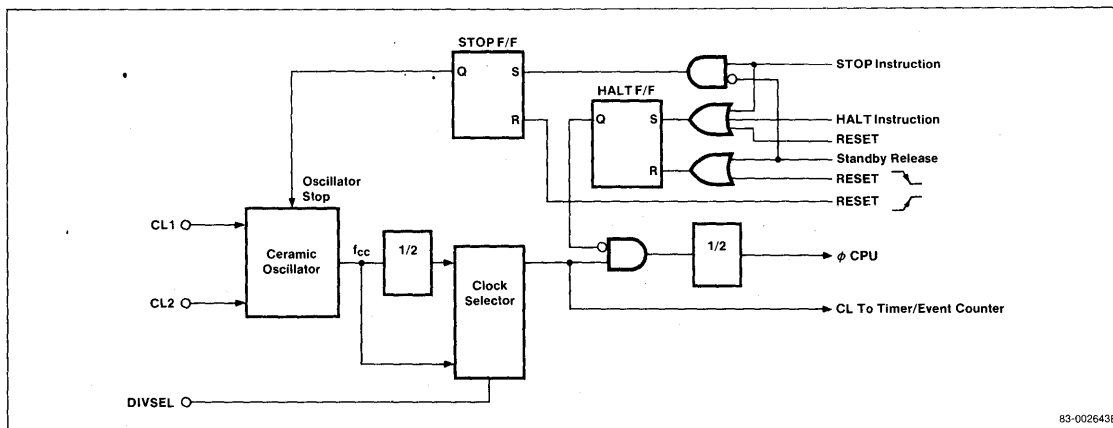 STOP F/F
Q
S
R
STOP Instruction
HALT F/F
Q
S
R
HALT Instruction
RESET
Standby Release
RESET
RESET
Oscillator
Stop
CL1
CL2
Ceramic
Oscillator
fcc
1/2
Clock
Selector
1/2
φ CPU
CL To Timer/Event Counter
DIVSEL
83-002643B